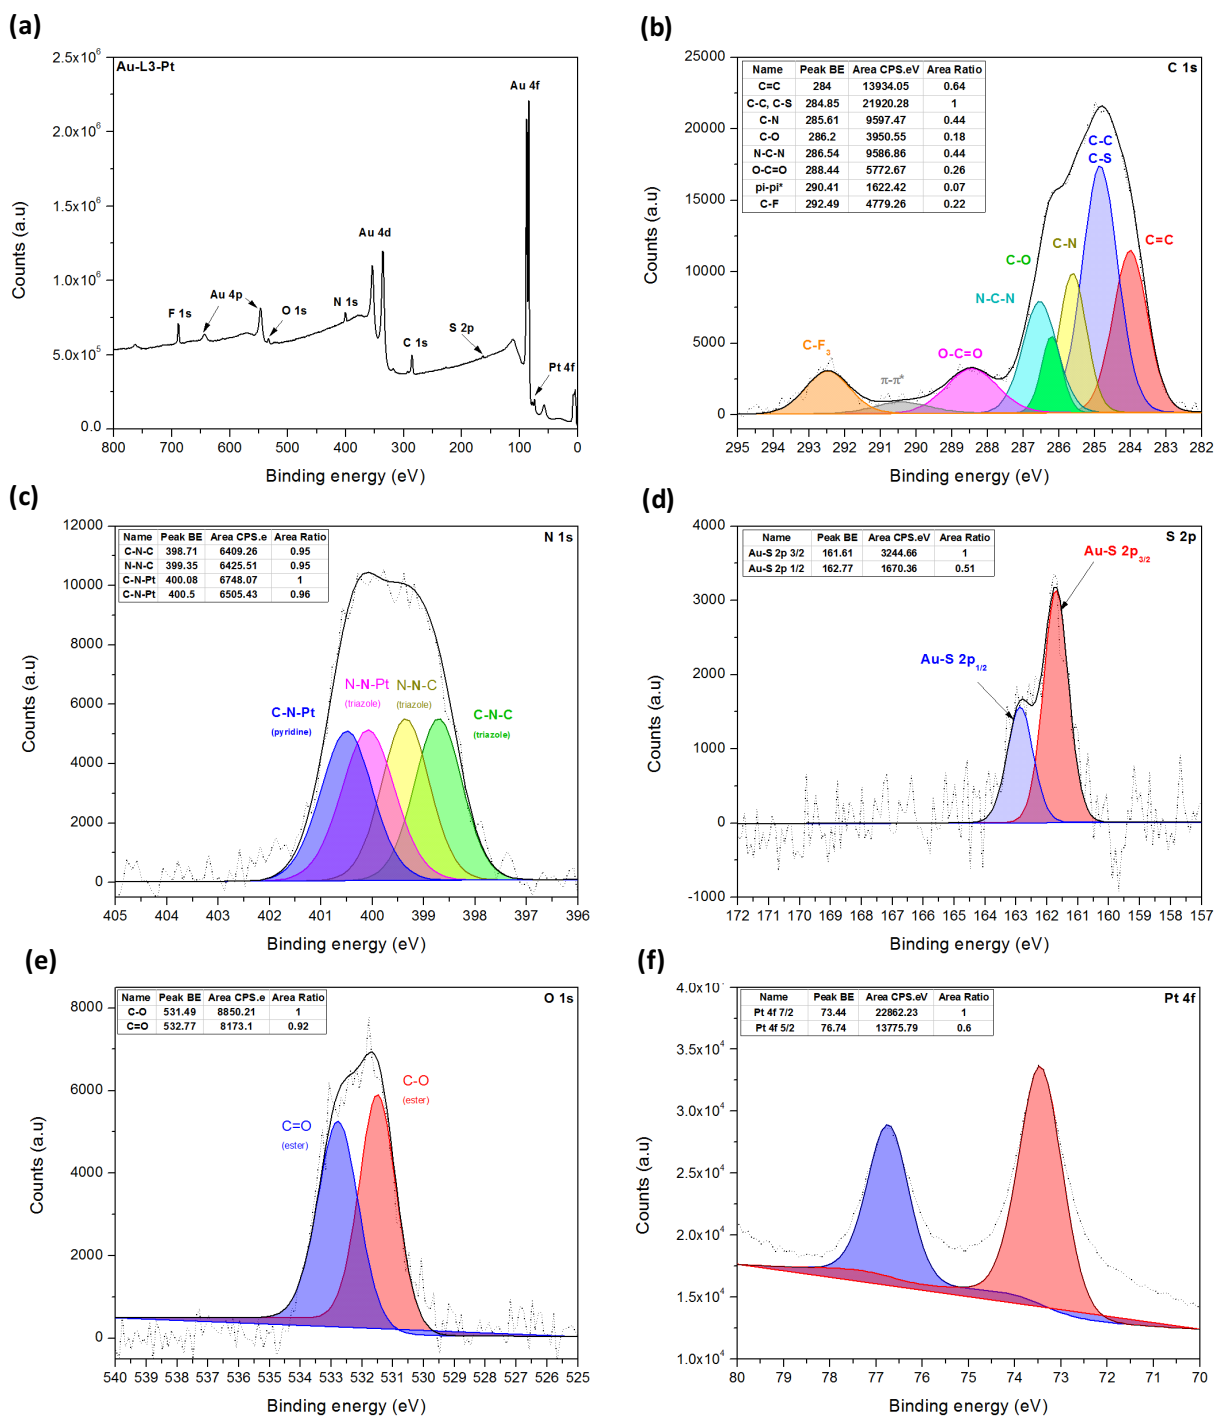 (a)
Au-L3-Pt
Au 4f
Au 4d
Au 4p
F 1s
O 1s
N 1s
C 1s
S 2p
Pt 4f
2.5x10⁶
2.0x10⁶
1.5x10⁶
1.0x10⁶
5.0x10⁵
0.0
Counts (a.u)
800 700 600 500 400 300 200 100 0
Binding energy (eV)
(b)
C 1s
Name Peak BE Area CPS.eV Area Ratio
C=C 284 13934.05 0.64
C-C, C-S 284.85 21920.28 1
C-N 285.61 9597.47 0.44
C-O 286.2 3950.55 0.18
N-C-N 286.54 9586.86 0.44
O-C=O 288.44 5772.67 0.26
pi-pi* 290.41 1622.42 0.07
C-F 292.49 4779.26 0.22
C-C
C-S
C-N
C=C
C-O
N-C-N
C-F₃
π-π*
O-C=O
25000
20000
15000
10000
5000
0
Counts (a.u)
295 294 293 292 291 290 289 288 287 286 285 284 283 282
Binding energy (eV)
(c)
N 1s
Name Peak BE Area CPS.e Area Ratio
C-N-C 398.71 6409.26 0.95
N-N-C 399.35 6425.51 0.95
C-N-Pt 400.08 6748.07 1
C-N-Pt 400.5 6505.43 0.96
C-N-Pt
(pyridine)
N-N-Pt
(triazole)
N-N-C
(triazole)
C-N-C
(triazole)
12000
10000
8000
6000
4000
2000
0
Counts (a.u)
405 404 403 402 401 400 399 398 397 396
Binding energy (eV)
(d)
S 2p
Name Peak BE Area CPS.eV Area Ratio
Au-S 2p 3/2 161.61 3244.66 1
Au-S 2p 1/2 162.77 1670.36 0.51
Au-S 2p₃/₂
Au-S 2p₁/₂
4000
3000
2000
1000
0
-1000
Counts (a.u)
172 171 170 169 168 167 166 165 164 163 162 161 160 159 158 157
Binding energy (eV)
(e)
O 1s
Name Peak BE Area CPS.e Area Ratio
C-O 531.49 8850.21 1
C=O 532.77 8173.1 0.92
C-O
(ester)
C=O
(ester)
8000
6000
4000
2000
0
Counts (a.u)
540 539 538 537 536 535 534 533 532 531 530 529 528 527 526 525
Binding energy (eV)
(f)
Pt 4f
Name Peak BE Area CPS.eV Area Ratio
Pt 4f 7/2 73.44 22862.23 1
Pt 4f 5/2 76.74 13775.79 0.6
3.5x10⁴
3.0x10⁴
2.5x10⁴
2.0x10⁴
1.5x10⁴
1.0x10⁴
Counts (a.u)
80 79 78 77 76 75 74 73 72 71 70
Binding energy (eV)